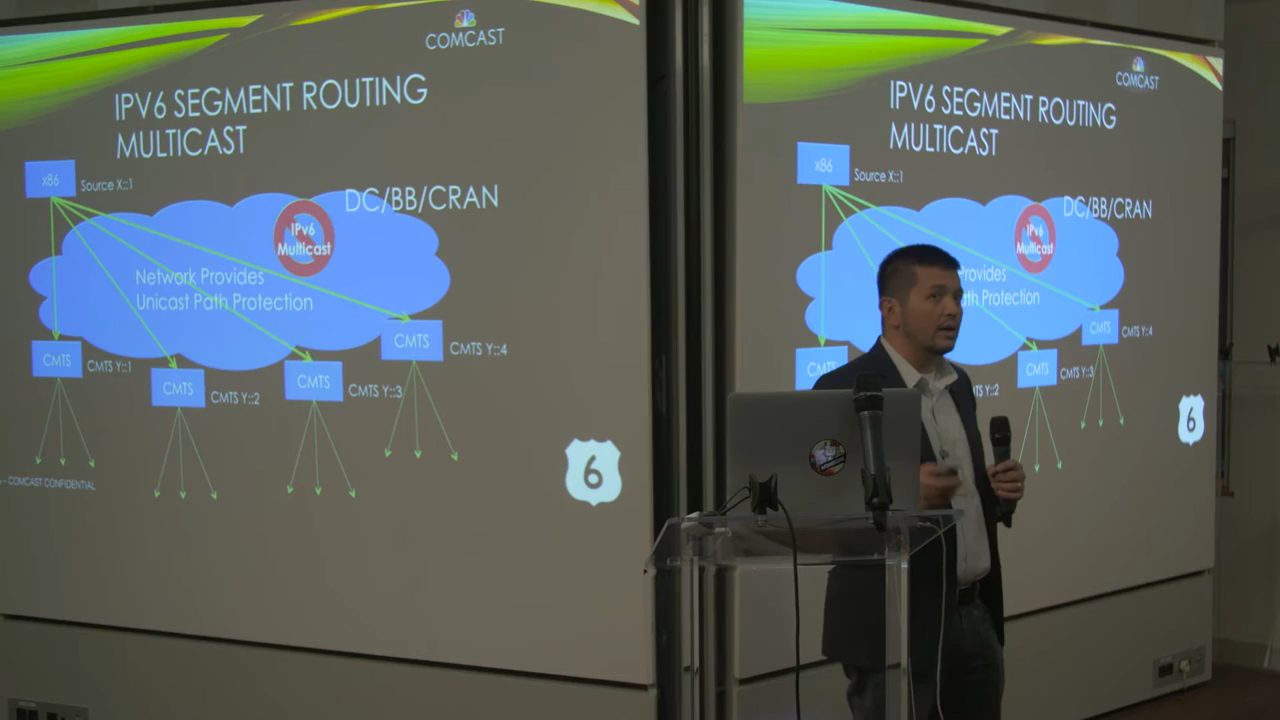 COMCAST
IPV6 SEGMENT ROUTING
MULTICAST
x86
Source X::1
DC/BB/CRAN
IPv6
Multicast
Network Provides
Unicast Path Protection
CMTS
CMTS Y::1
CMTS
CMTS Y::2
CMTS
CMTS Y::3
CMTS
CMTS Y::4
6
- COMCAST CONFIDENTIAL
COMCAST
IPV6 SEGMENT ROUTING
MULTICAST
x86
Source X::1
DC/BB/CRAN
IPv6
Multicast
Provides
Protection
CMTS
CMTS Y::3
CMTS
CMTS Y::4
6